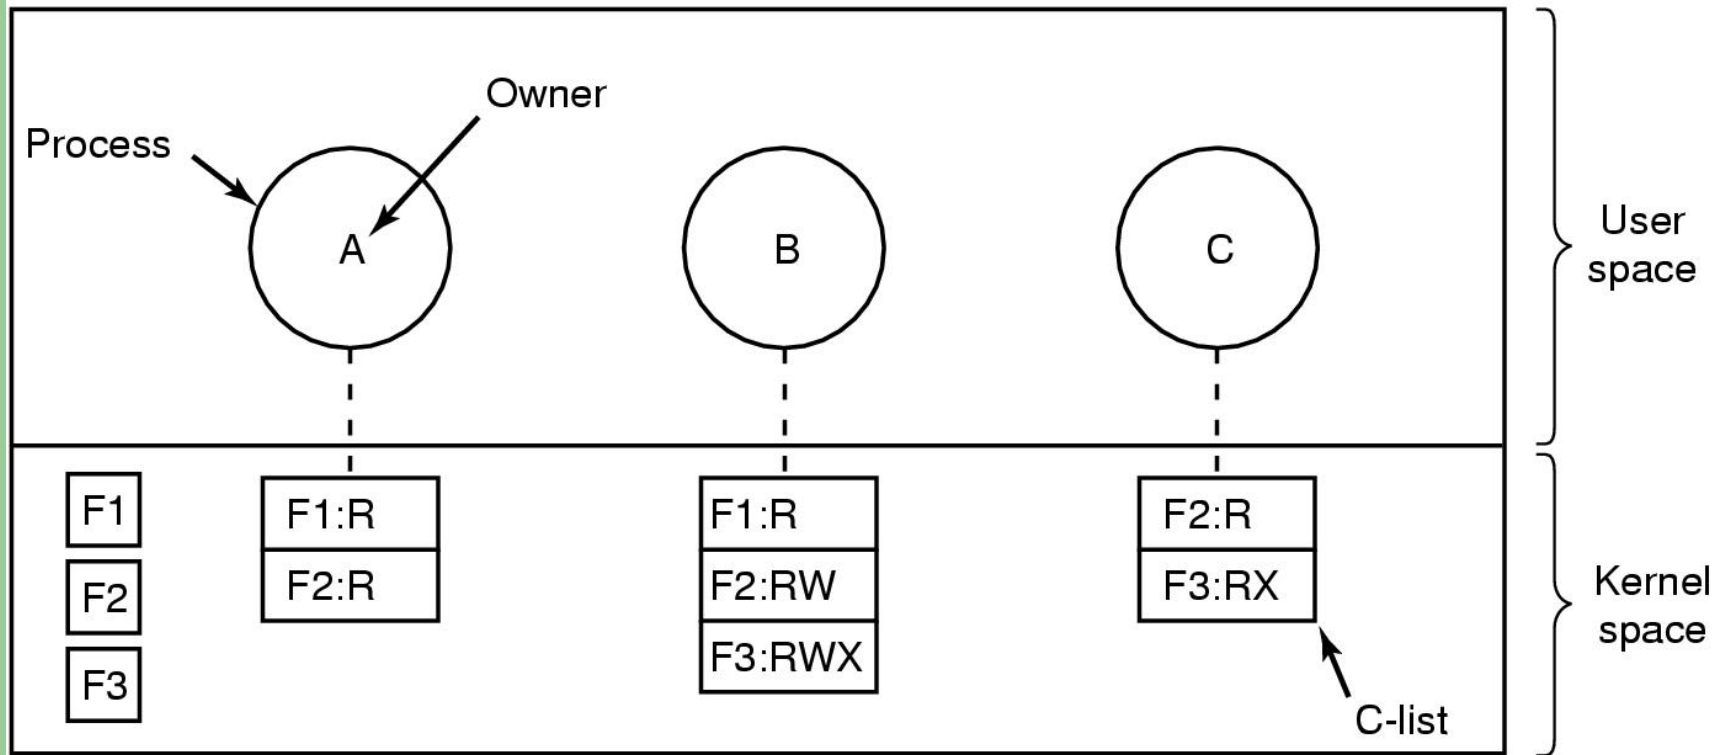 Owner
Process
A
B
C
User
space
F1
F2
F3
F1:R
F2:R
F1:R
F2:RW
F3:RWX
F2:R
F3:RX
C-list
Kernel
space